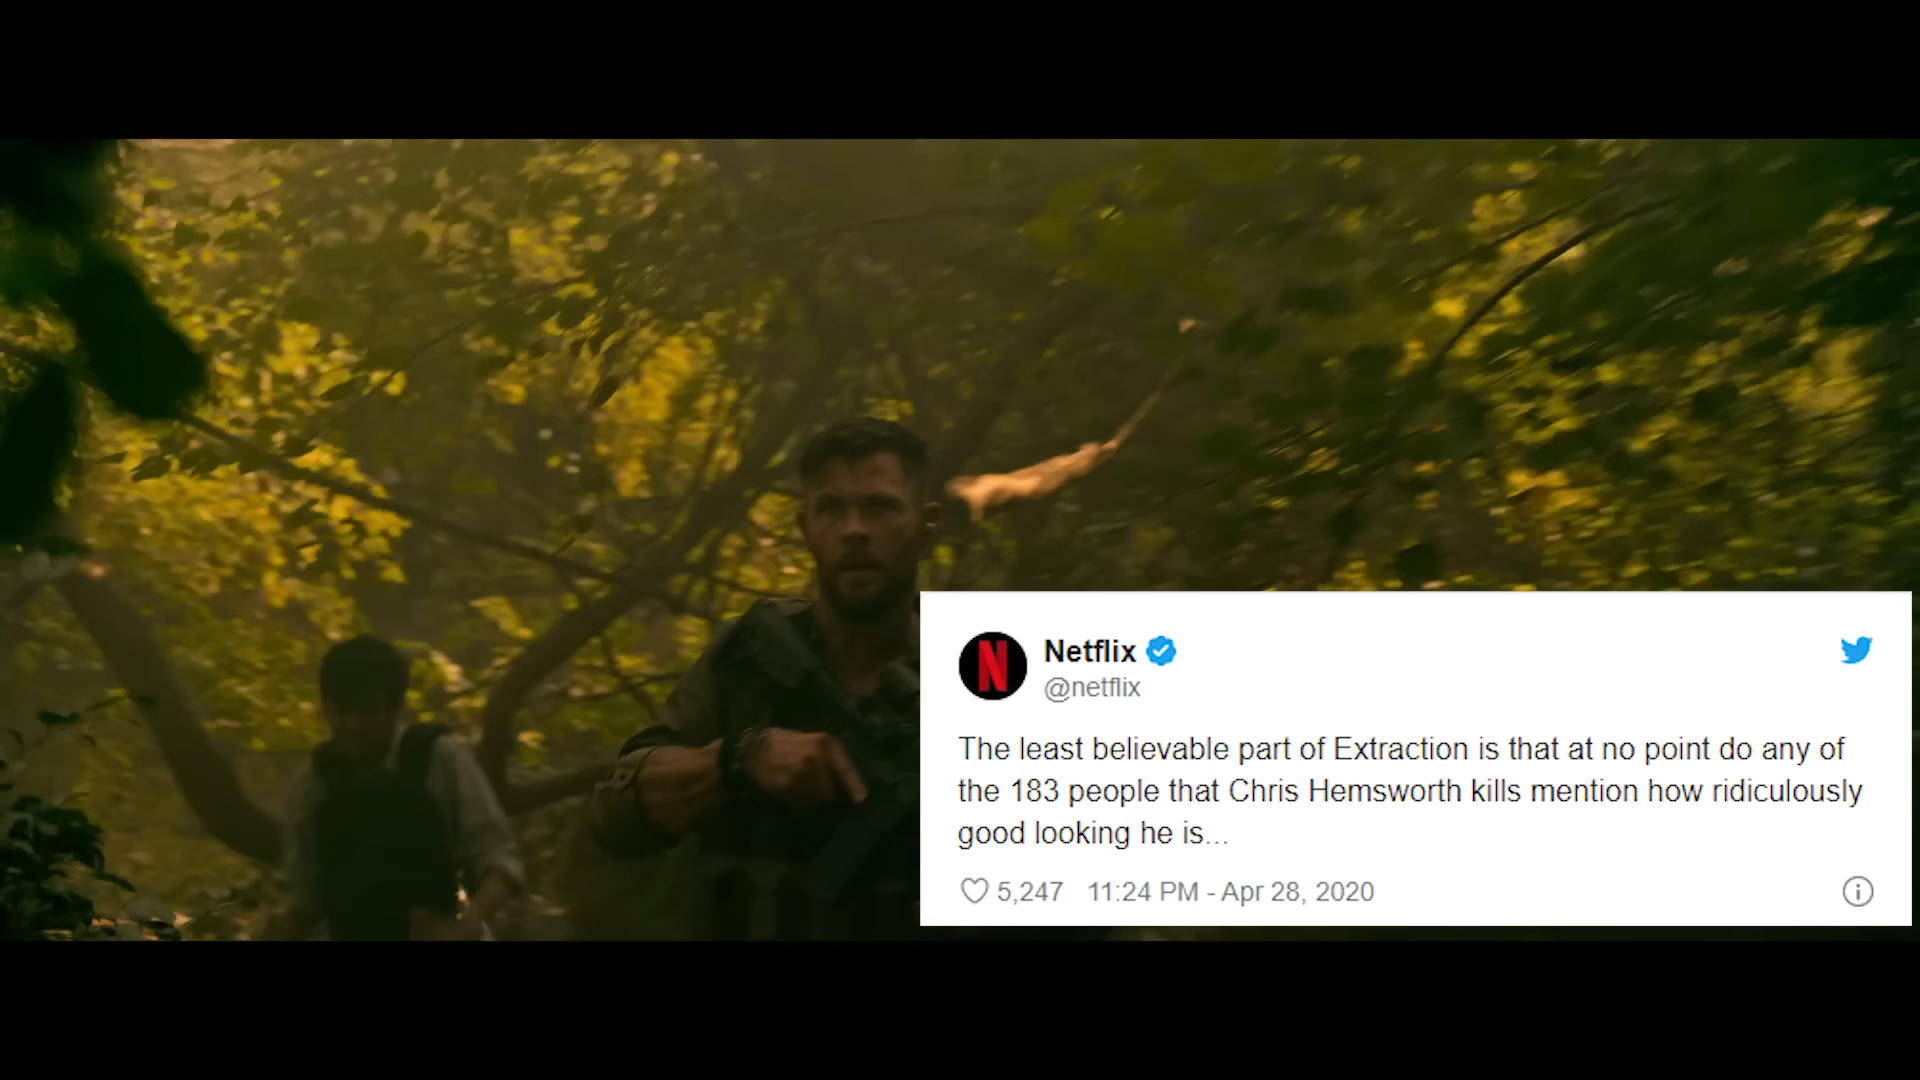 Netflix
@netflix
The least believable part of Extraction is that at no point do any of
the 183 people that Chris Hemsworth kills mention how ridiculously
good looking he is...
5,247 11:24 PM - Apr 28, 2020